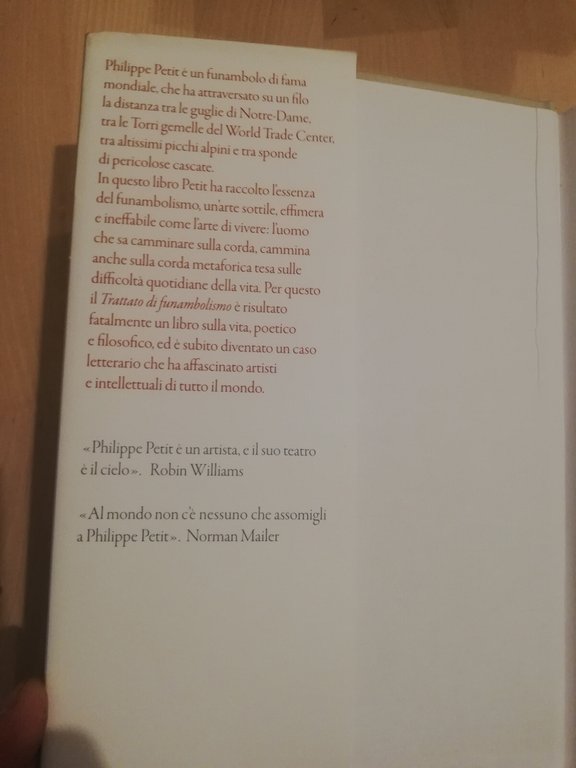 Philippe Petit è un funambolo di fama
mondiale, che ha attraversato su un filo
la distanza tra le guglie di Notre-Dame,
tra le Torri gemelle del World Trade Center,
tra altissimi picchi alpini e tra sponde
di pericolose cascate.
In questo libro Petit ha raccolto l'essenza
del funambolismo, un'arte sottile, effimera
e ineffabile come l'arte di vivere: l'uomo
che sa camminare sulla corda, cammina
anche sulla corda metaforica tesa sulle
difficoltà quotidiane della vita. Per questo
il Trattato di funambolismo è risultato
fatalmente un libro sulla vita, poetico
e filosofico, ed è subito diventato un caso
letterario che ha affascinato artisti
e intellettuali di tutto il mondo.
«Philippe Petit è un artista, e il suo teatro
è il cielo». Robin Williams
«Al mondo non c'è nessuno che assomigli
a Philippe Petit». Norman Mailer